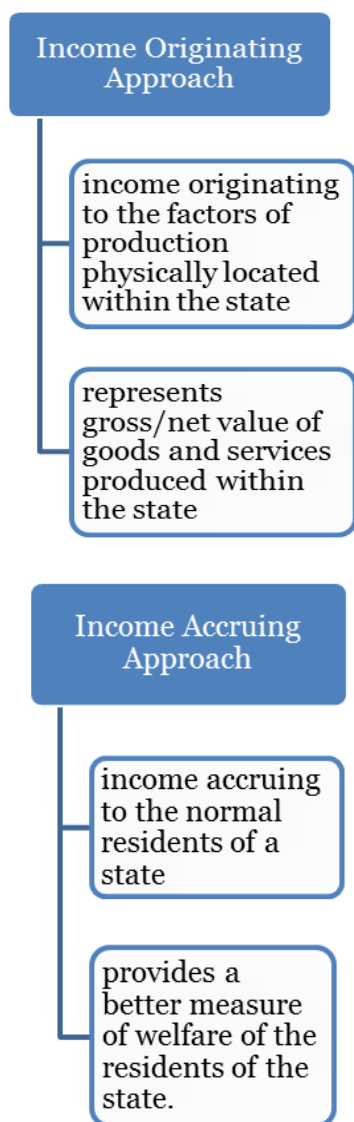 Income Originating
Approach
income originating
to the factors of
production
physically located
within the state
represents
gross/net value of
goods and services
produced within
the state
Income Accruing
Approach
income accruing
to the normal
residents of a
state
provides a
better measure
of welfare of the
residents of the
state.